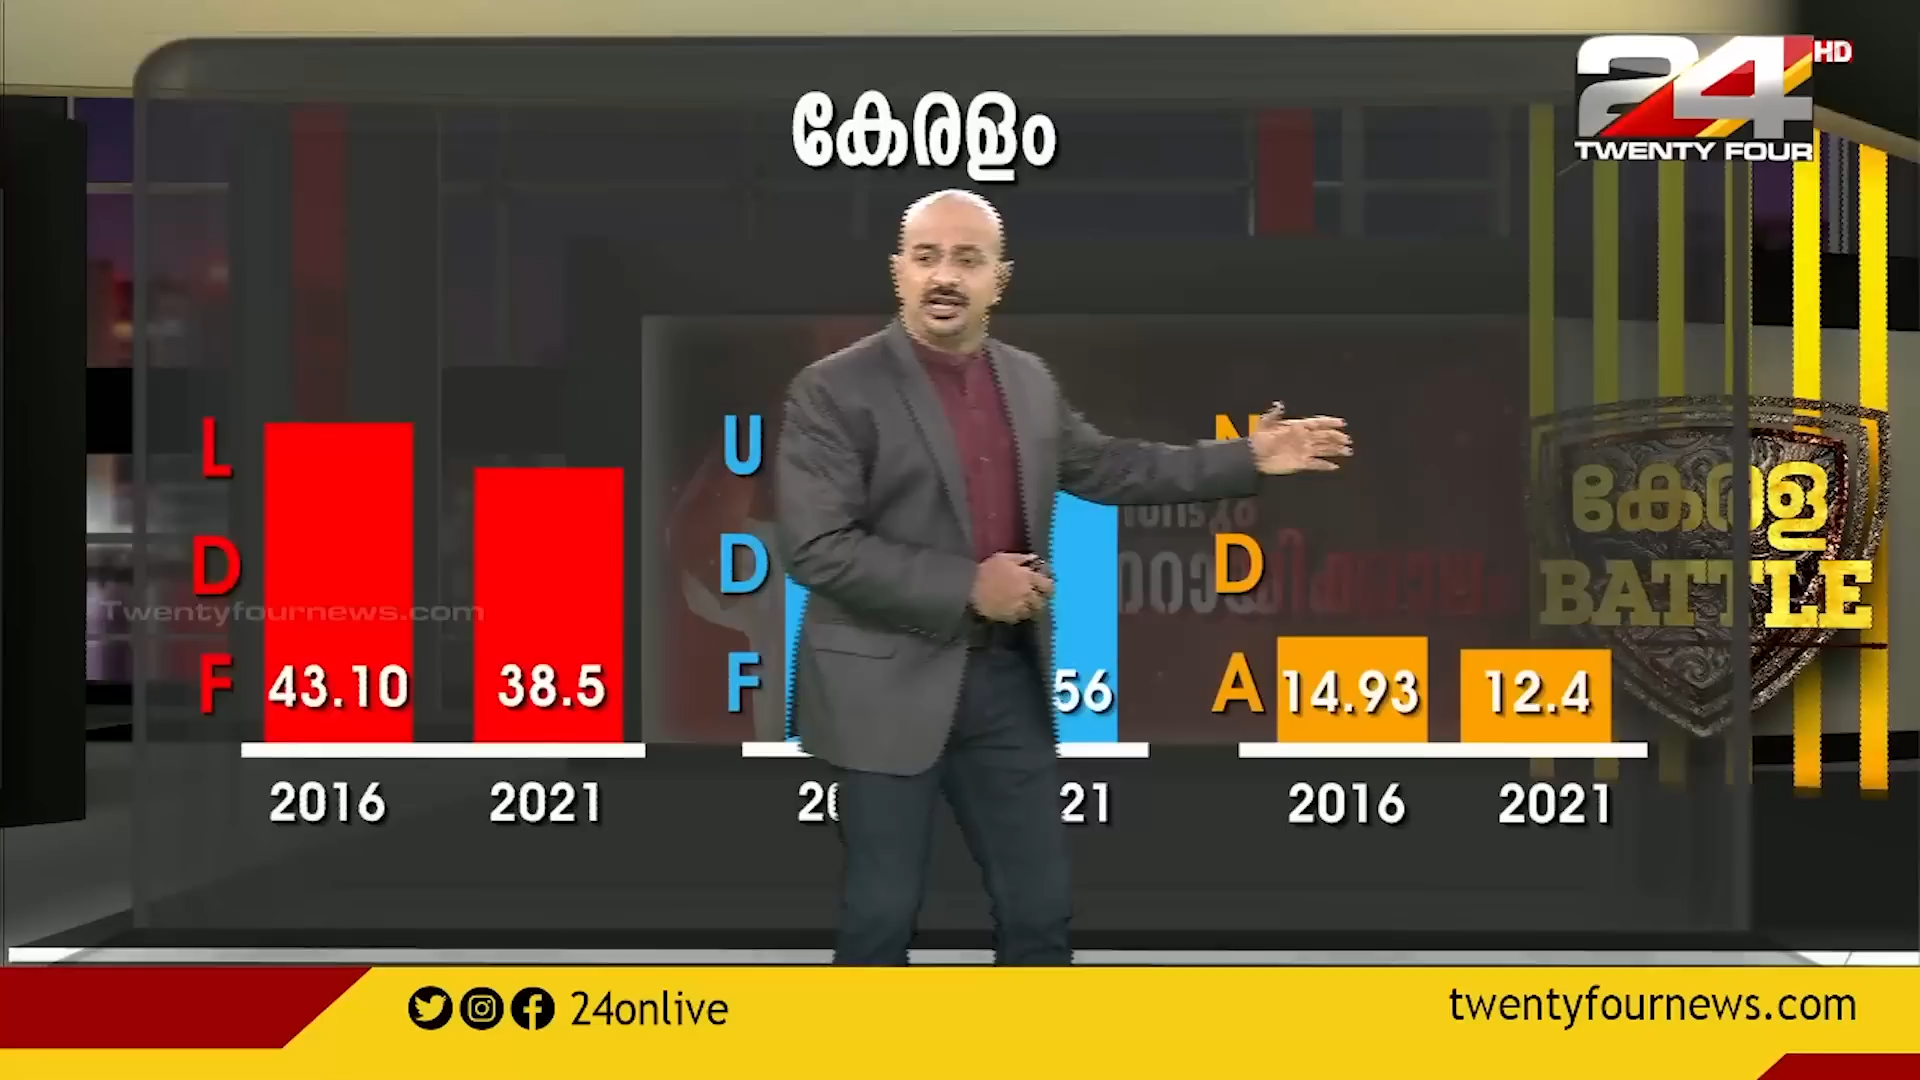 കേരളം
24 HD
TWENTY FOUR
L D F
43.10 38.5
2016 2021
U D F
56
21
N D A
14.93 12.4
2016 2021
കേരള
BATTLE
Twentyfournews.com
24onlive
twentyfournews.com